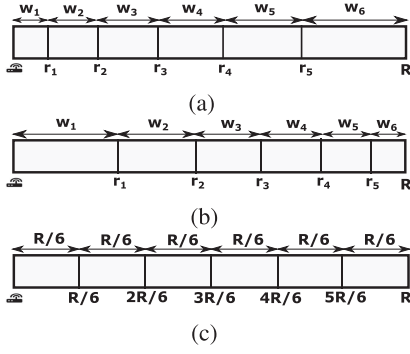 w₁ w₂ w₃ w₄ w₅ w₆
r₁ r₂ r₃ r₄ r₅ R
(a)
w₁ w₂ w₃ w₄ w₅ w₆
r₁ r₂ r₃ r₄ r₅ R
(b)
R/6 R/6 R/6 R/6 R/6 R/6
R/6 2R/6 3R/6 4R/6 5R/6 R
(c)